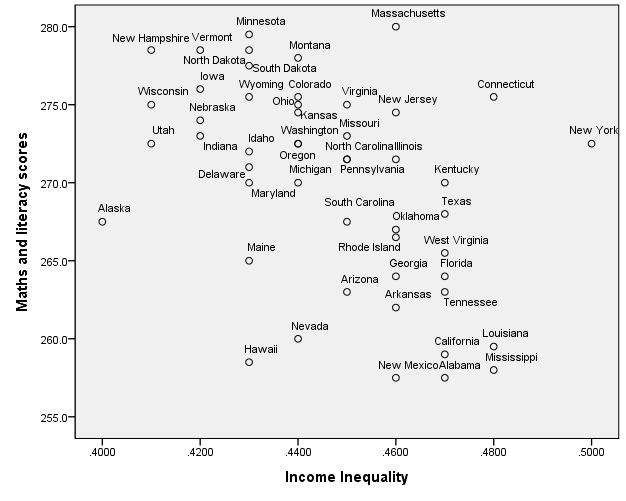 Maths and literacy scores
280.0
275.0
270.0
265.0
260.0
255.0
Massachusetts
Minnesota
New Hampshire Vermont
Montana
North Dakota
South Dakota
Iowa
Wyoming Colorado
Connecticut
Wisconsin
Ohio
Virginia
New Jersey
Nebraska
Kansas
Missouri
Utah
Washington
New York
Indiana
Idaho
North Carolina Illinois
Oregon
Delaware
Michigan
Pennsylvania
Kentucky
Maryland
Alaska
South Carolina
Texas
Oklahoma
Maine
Rhode Island
West Virginia
Georgia
Florida
Arizona
Arkansas
Tennessee
Nevada
Hawaii
California
Louisiana
Mississippi
New Mexico Alabama
.4000
.4200
.4400
.4600
.4800
.5000
Income Inequality